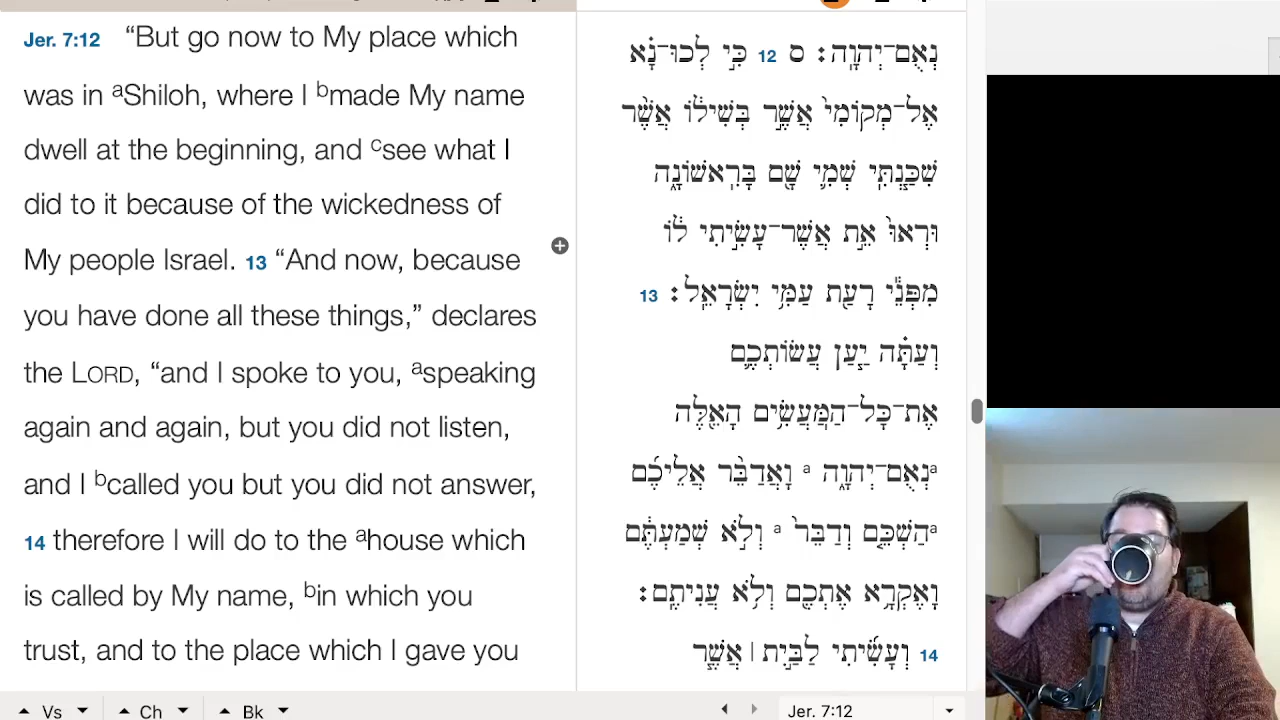 Jer. 7:12 “But go now to My place which
was in aShiloh, where I bmade My name
dwell at the beginning, and csee what I
did to it because of the wickedness of
My people Israel. 13 “And now, because
you have done all these things,” declares
the LORD, “and I spoke to you, aspeaking
again and again, but you did not listen,
and I bcalled you but you did not answer,
14 therefore I will do to the ahouse which
is called by My name, bin which you
trust, and to the place which I gave you
נְאֻם־יְהוָֽה׃ ס 12 כִּ֣י לְכוּ־נָ֗א
אֶל־מְקוֹמִי֙ אֲשֶׁ֣ר בְּשִׁיל֔וֹ אֲשֶׁ֨ר
שִׁכַּ֧נְתִּֽי שְׁמִ֛י שָׁ֖ם בָּרִֽאשׁוֹנָ֑ה
וּרְאוּ֙ אֵ֣ת אֲשֶׁר־עָשִׂ֣יתִי ל֔וֹ
מִפְּנֵ֕י רָעַ֖ת עַמִּ֥י יִשְׂרָאֵֽל׃ 13
וְעַתָּ֗ה יַ֧עַן עֲשׂוֹתְכֶ֛ם
אֶת־כָּל־הַמַּעֲשִׂ֥ים הָאֵ֖לֶּה
aנְאֻם־יְהוָ֑ה a וָאֲדַבֵּ֨ר אֲלֵיכֶ֜ם
aהַשְׁכֵּ֤ם וְדַבֵּר֙ a וְלֹ֣א שְׁמַעְתֶּ֔ם
וָאֶקְרָ֥א אֶתְכֶ֖ם וְלֹ֥א עֲנִיתֶֽם׃
14 וְעָשִׂ֜יתִי לַבַּ֣יִת ׀ אֲשֶׁ֧ר
Vs Ch Bk Jer. 7:12